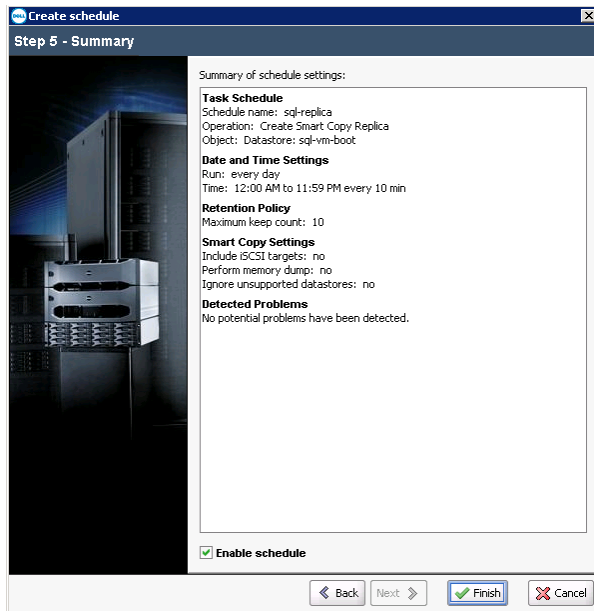 DELL Create schedule
Step 5 - Summary
Summary of schedule settings:
Task Schedule
Schedule name: sql-replica
Operation: Create Smart Copy Replica
Object: Datastore: sql-vm-boot
Date and Time Settings
Run: every day
Time: 12:00 AM to 11:59 PM every 10 min
Retention Policy
Maximum keep count: 10
Smart Copy Settings
Include iSCSI targets: no
Perform memory dump: no
Ignore unsupported datastores: no
Detected Problems
No potential problems have been detected.
Enable schedule
Back Next Finish Cancel